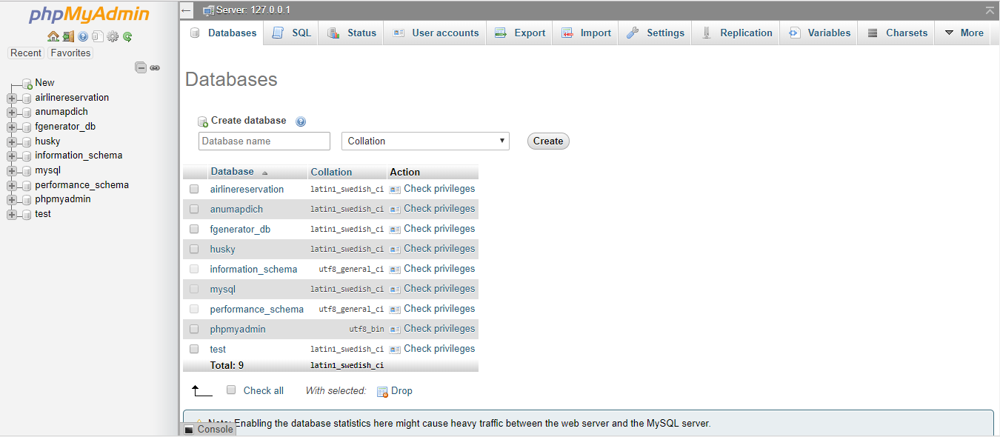 phpMyAdmin
Recent Favorites
New
airlinereservation
anumapdich
fgenerator_db
husky
information_schema
mysql
performance_schema
phpmyadmin
test
Server: 127.0.0.1
Databases SQL Status User accounts Export Import Settings Replication Variables Charsets More
Databases
Create database
Database name Collation Create
Database Collation Action
airlinereservation latin1_swedish_ci Check privileges
anumapdich latin1_swedish_ci Check privileges
fgenerator_db latin1_swedish_ci Check privileges
husky latin1_swedish_ci Check privileges
information_schema utf8_general_ci Check privileges
mysql latin1_swedish_ci Check privileges
performance_schema utf8_general_ci Check privileges
phpmyadmin utf8_bin Check privileges
test latin1_swedish_ci Check privileges
Total: 9 latin1_swedish_ci
Check all With selected: Drop
Note: Enabling the database statistics here might cause heavy traffic between the web server and the MySQL server.
Console